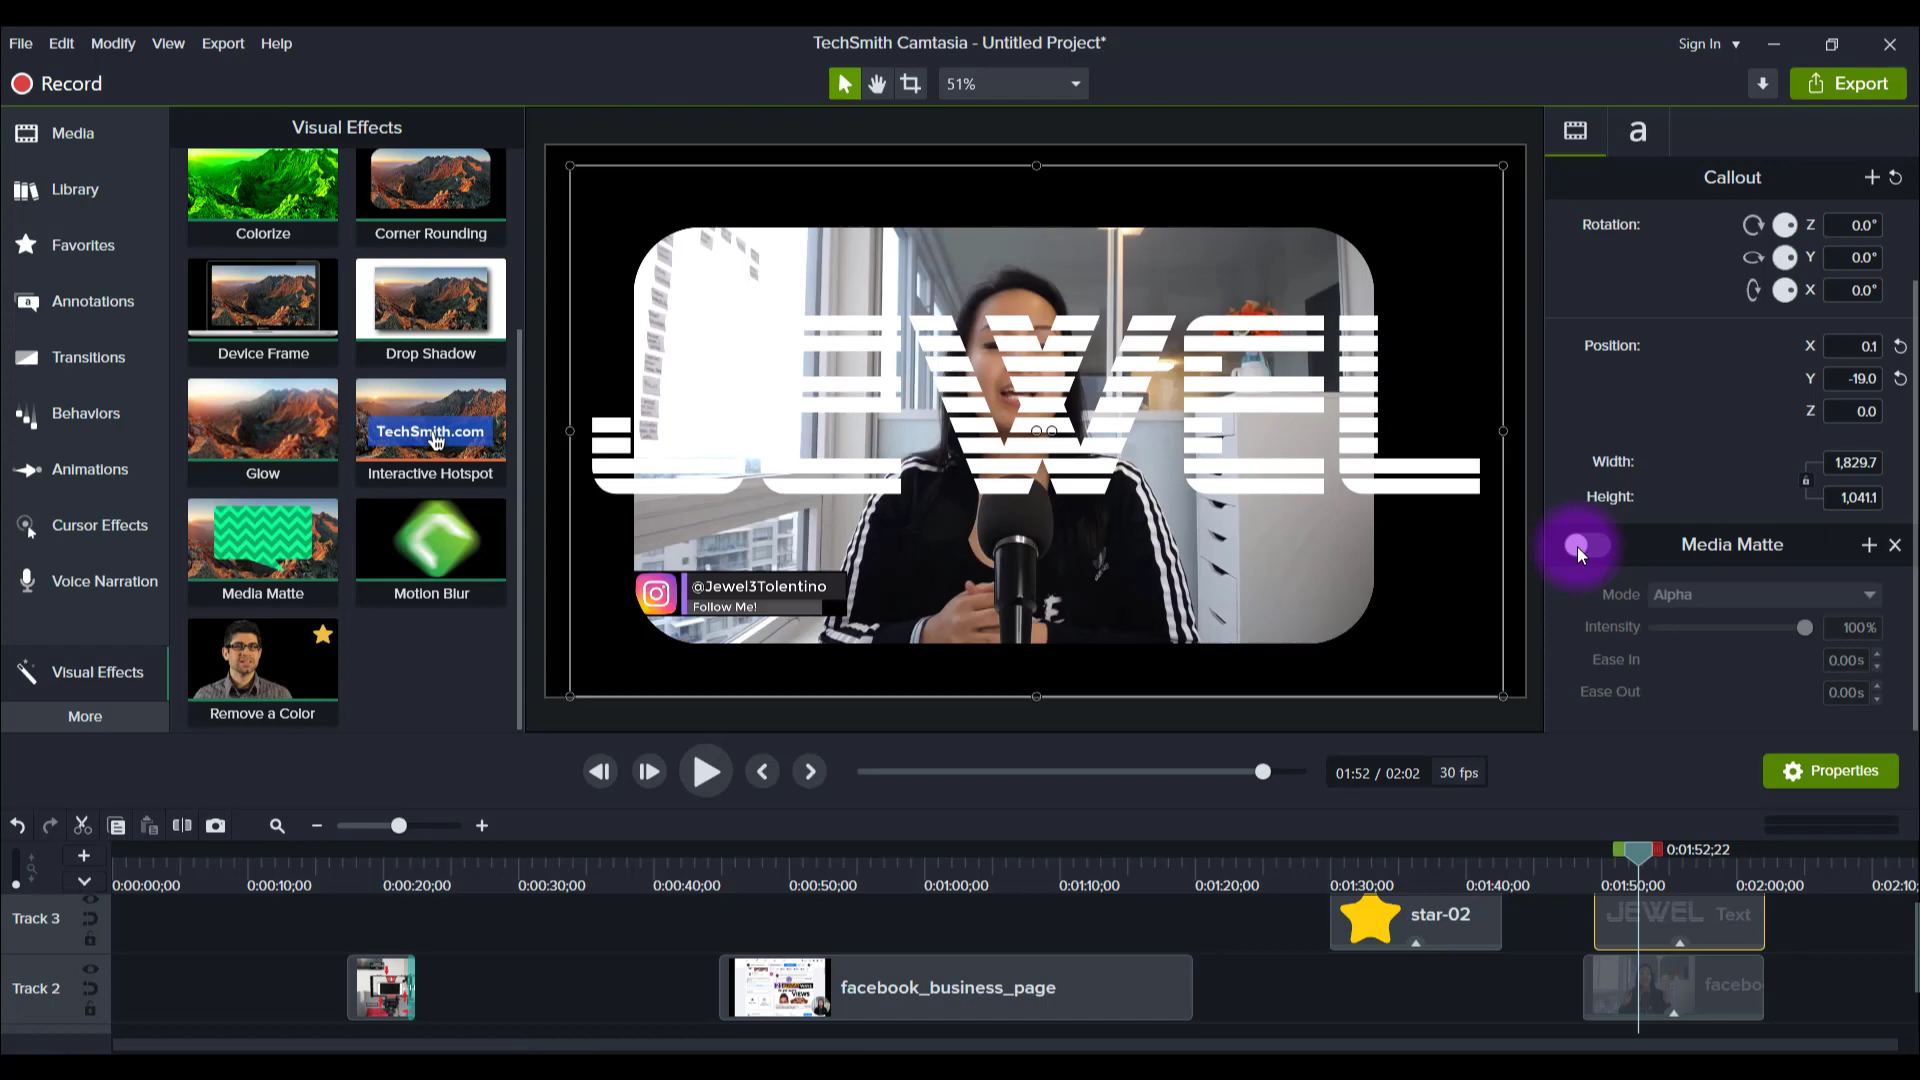 File Edit Modify View Export Help
TechSmith Camtasia - Untitled Project*
Sign In
Record
51%
Export
Media
Library
Favorites
Annotations
Transitions
Behaviors
Animations
Cursor Effects
Voice Narration
Visual Effects
More
Visual Effects
Colorize
Corner Rounding
Device Frame
Drop Shadow
TechSmith.com
Glow
Interactive Hotspot
Media Matte
Motion Blur
Remove a Color
JEWEL
@Jewel3Tolentino
Follow Me!
a
Callout
Rotation:
Z 0.0°
Y 0.0°
X 0.0°
Position:
X 0.1
Y -19.0
Z 0.0
Width: 1,829.7
Height: 1,041.1
Media Matte
Mode Alpha
Intensity 100%
Ease In 0.00s
Ease Out 0.00s
01:52 / 02:02 30 fps
Properties
0:01:52;22
0:00:00;00 0:00:10;00 0:00:20;00 0:00:30;00 0:00:40;00 0:00:50;00 0:01:00;00 0:01:10;00 0:01:20;00 0:01:30;00 0:01:40;00 0:01:50;00 0:02:00;00 0:02:10;
Track 3
star-02
JEWEL Text
Track 2
facebook_business_page
facebo